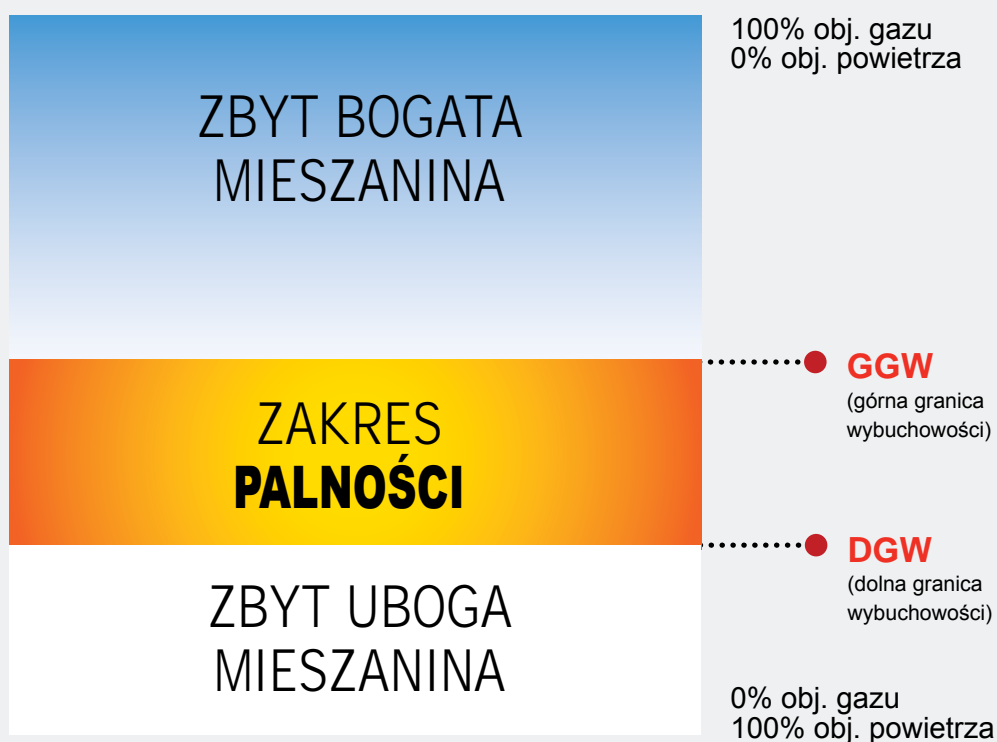 100% obj. gazu
0% obj. powietrza
ZBYT BOGATA
MIESZANINA
GGW
(górna granica
wybuchowości)
ZAKRES
PALNOŚCI
DGW
(dolna granica
wybuchowości)
ZBYT UBOGA
MIESZANINA
0% obj. gazu
100% obj. powietrza